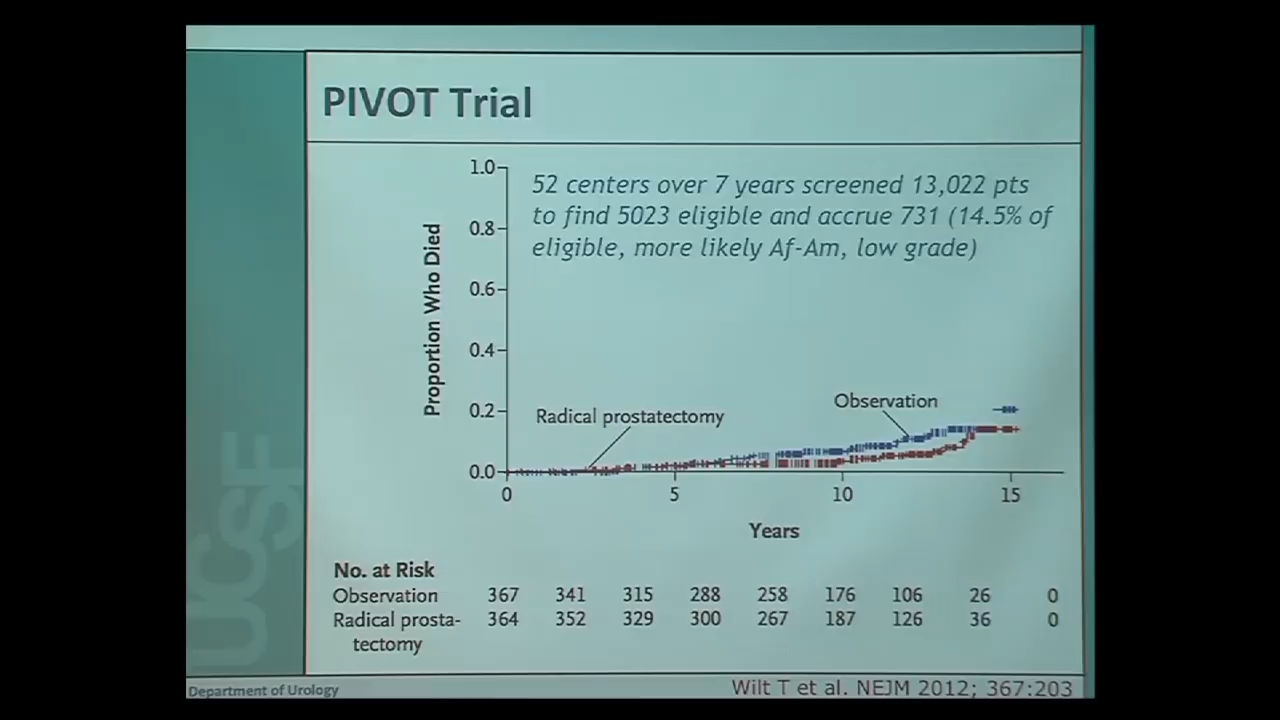 PIVOT Trial
1.0
0.8
0.6
0.4
0.2
0.0
Proportion Who Died
52 centers over 7 years screened 13,022 pts
to find 5023 eligible and accrue 731 (14.5% of
eligible, more likely Af-Am, low grade)
Radical prostatectomy
Observation
0 5 10 15
Years
No. at Risk
Observation 367 341 315 288 258 176 106 26 0
Radical prosta- 364 352 329 300 267 187 126 36 0
tectomy
UCSF
Department of Urology
Wilt T et al. NEJM 2012; 367:203